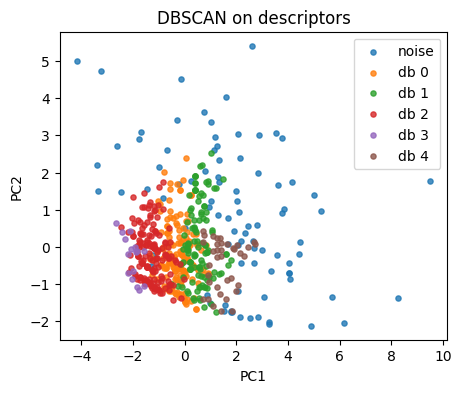 DBSCAN on descriptors
noise
db 0
db 1
db 2
db 3
db 4
5
4
3
2
1
0
−1
−2
PC2
−4 −2 0 2 4 6 8 10
PC1